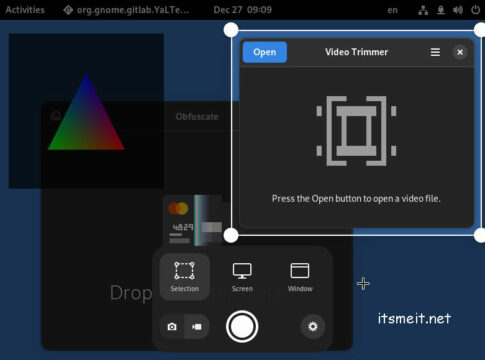 Activities
org.gnome.gitlab.YaLTe...
Dec 27 09:09
en
Open
Video Trimmer
Obfuscate
Press the Open button to open a video file.
4829
Drop
Selection
Screen
Window
itsmeit.net